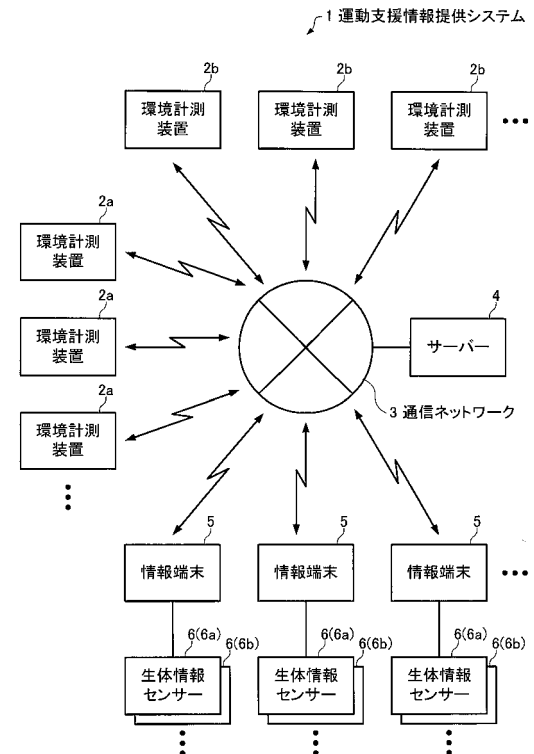 1 運動支援情報提供システム
2b
2b
2b
環境計測
装置
環境計測
装置
環境計測
装置
•••
2a
環境計測
装置
2a
環境計測
装置
2a
環境計測
装置
4
サーバー
3 通信ネットワーク
5
5
5
情報端末
情報端末
情報端末
•••
6(6a)
6(6b)
6(6a)
6(6b)
6(6a)
6(6b)
生体情報
センサー
生体情報
センサー
生体情報
センサー